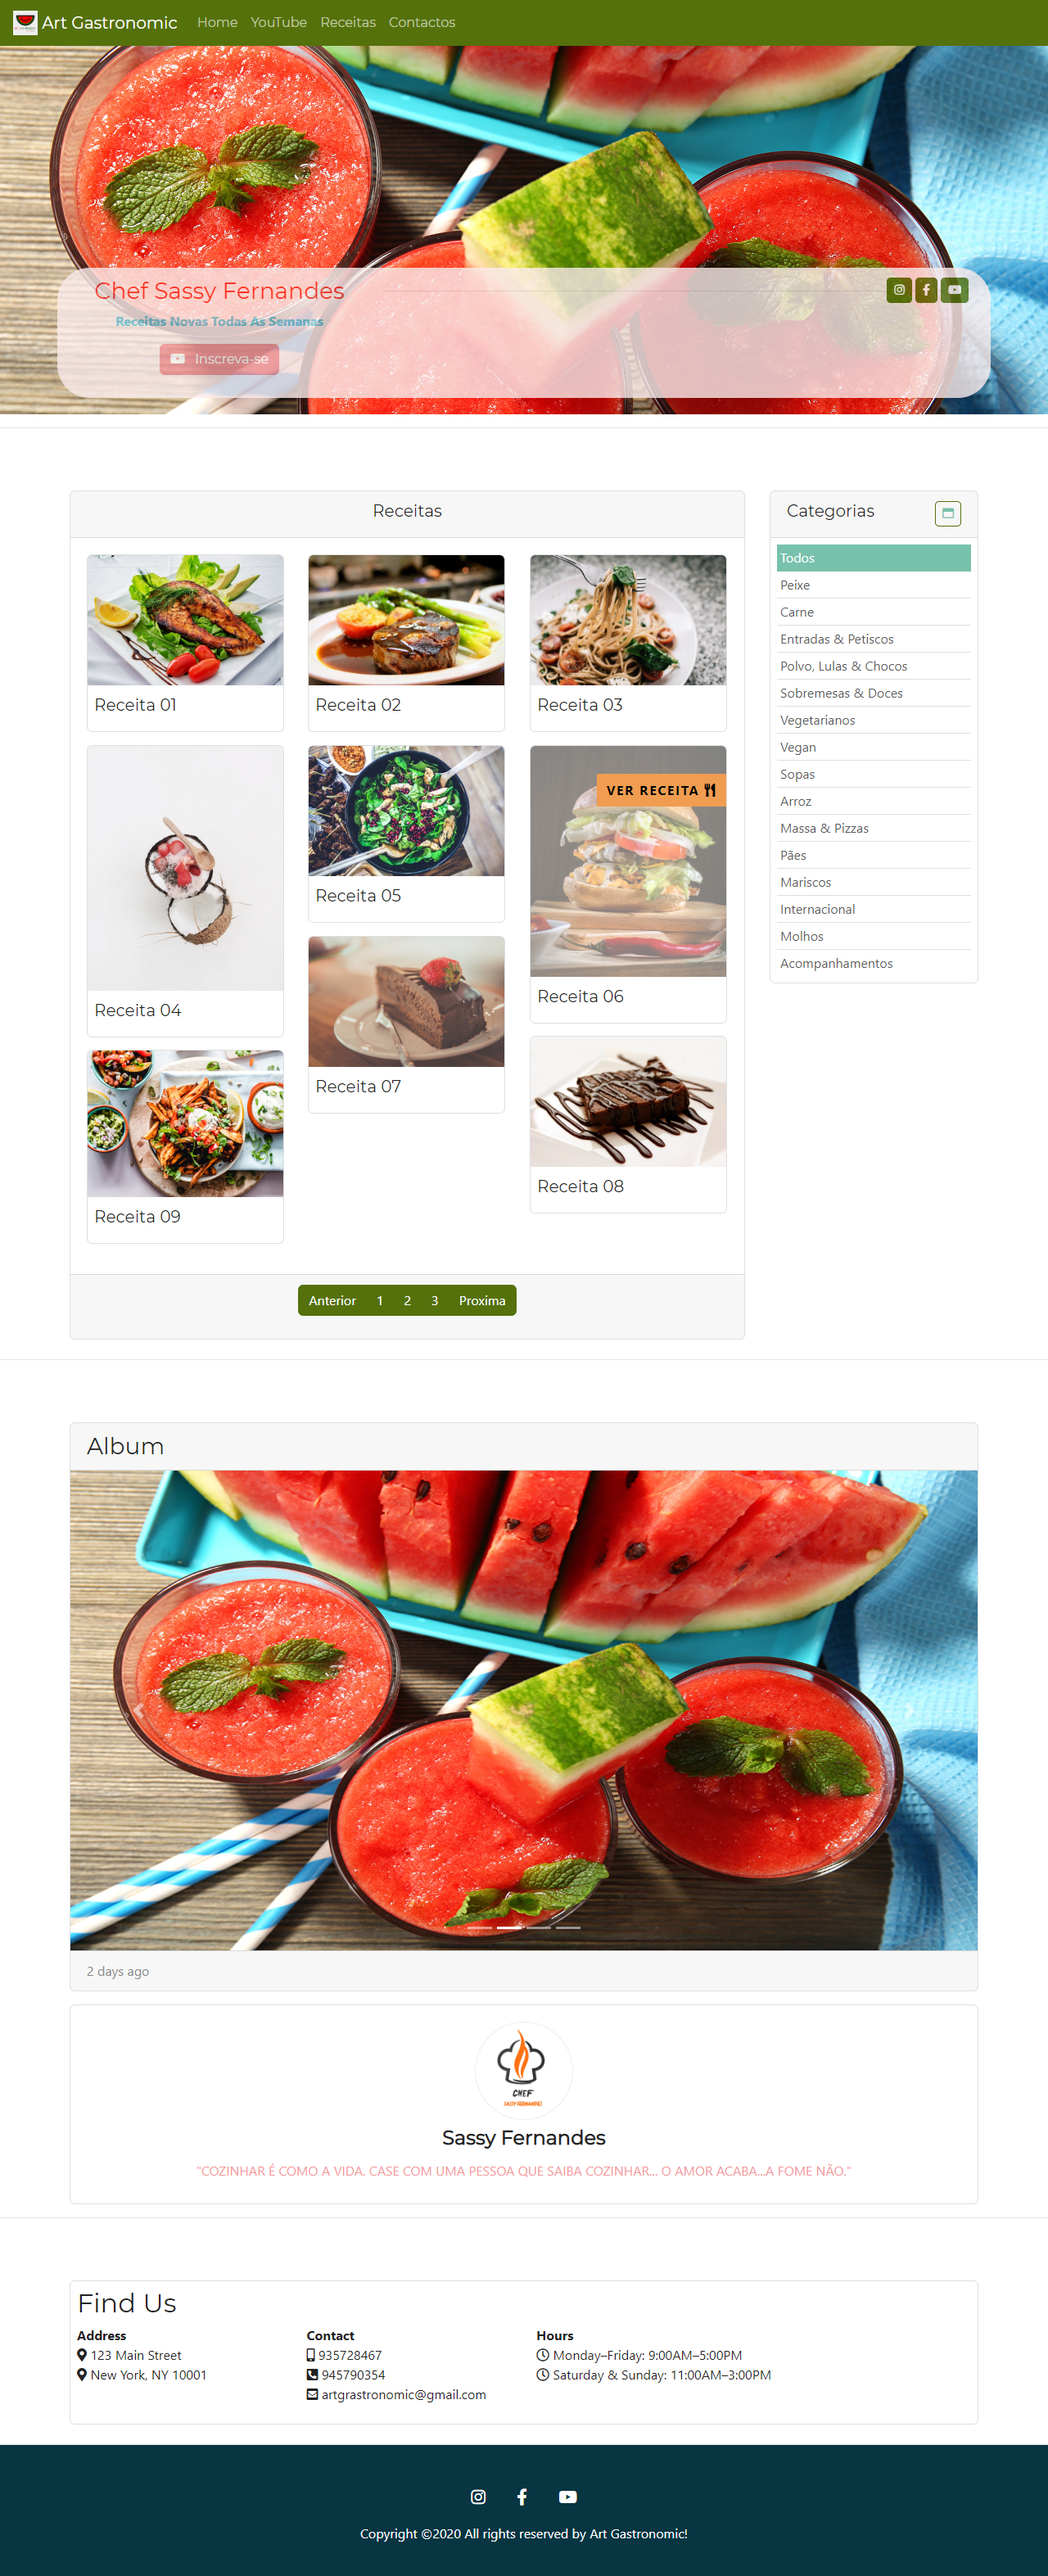 Art Gastronomic Home YouTube Receitas Contactos
Chef Sassy Fernandes
Receitas Novas Todas As Semanas
Inscreva-se
Receitas
Receita 01
Receita 02
Receita 03
Receita 04
Receita 05
VER RECEITA
Receita 06
Receita 07
Receita 08
Receita 09
Anterior 1 2 3 Proxima
Categorias
Todos
Peixe
Carne
Entradas & Petiscos
Polvo, Lulas & Chocos
Sobremesas & Doces
Vegetarianos
Vegan
Sopas
Arroz
Massa & Pizzas
Pães
Mariscos
Internacional
Molhos
Acompanhamentos
Album
2 days ago
CHEF
SASSY FERNANDES
Sassy Fernandes
"COZINHAR É COMO A VIDA. CASE COM UMA PESSOA QUE SAIBA COZINHAR... O AMOR ACABA...A FOME NÃO."
Find Us
Address
123 Main Street
New York, NY 10001
Contact
935728467
945790354
artgrastronomic@gmail.com
Hours
Monday–Friday: 9:00AM–5:00PM
Saturday & Sunday: 11:00AM–3:00PM
Copyright ©2020 All rights reserved by Art Gastronomic!